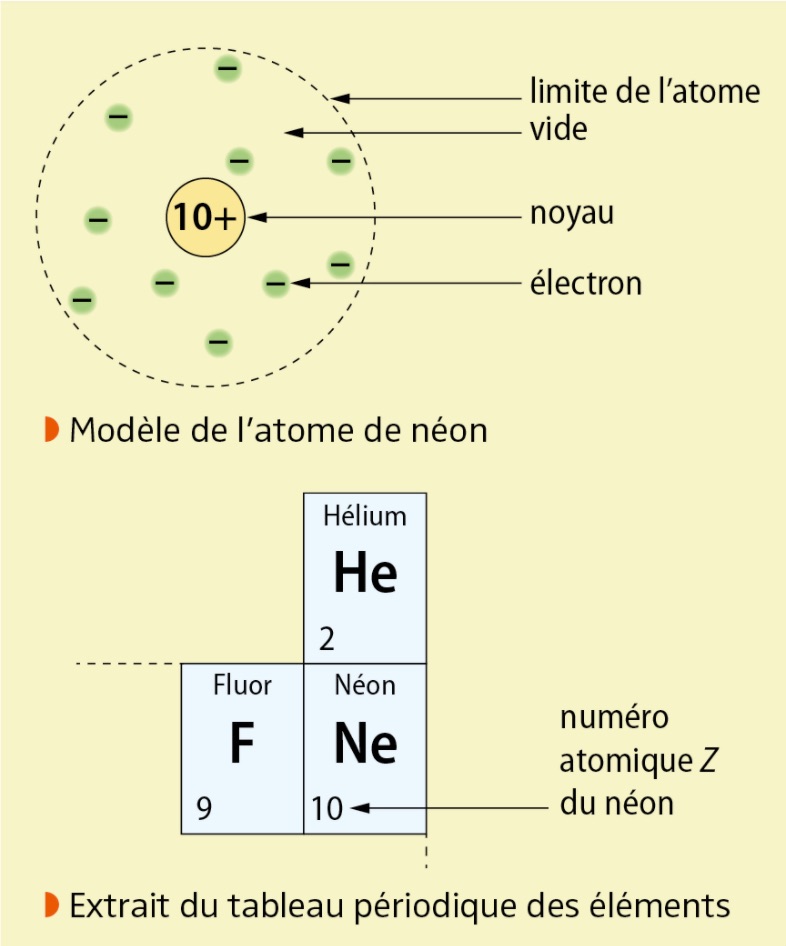 limite de l'atome
vide
10+
noyau
électron
− − − − − − − − − −
Modèle de l'atome de néon
Hélium
He
2
Fluor
F
9
Néon
Ne
10
numéro
atomique Z
du néon
Extrait du tableau périodique des éléments